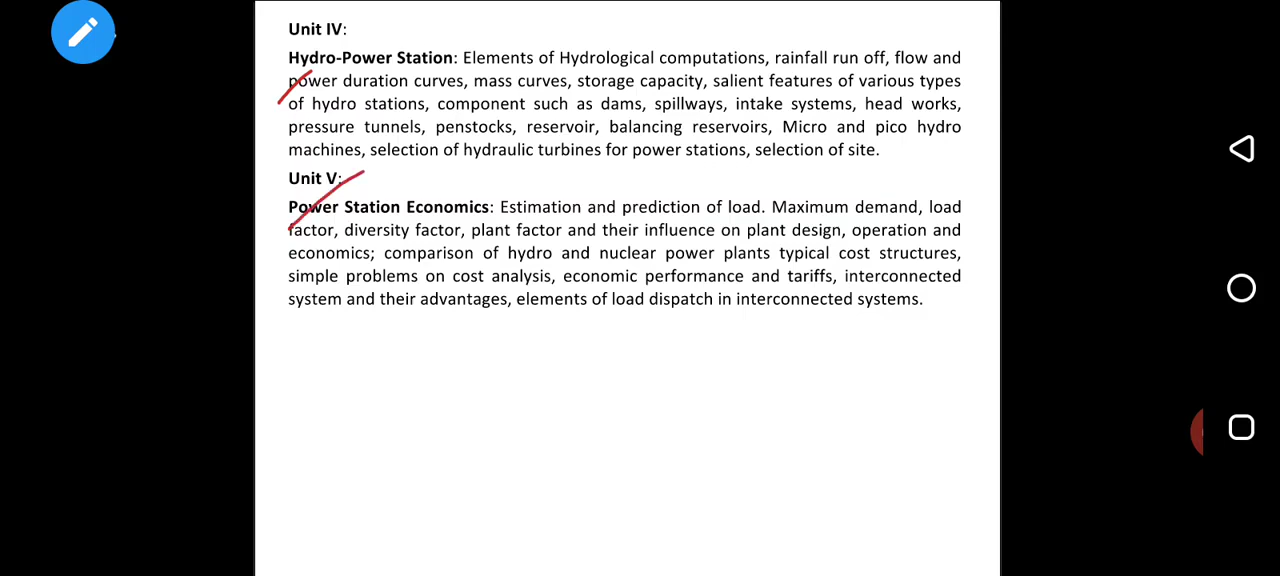 Unit IV:
Hydro-Power Station: Elements of Hydrological computations, rainfall run off, flow and
power duration curves, mass curves, storage capacity, salient features of various types
of hydro stations, component such as dams, spillways, intake systems, head works,
pressure tunnels, penstocks, reservoir, balancing reservoirs, Micro and pico hydro
machines, selection of hydraulic turbines for power stations, selection of site.
Unit V:
Power Station Economics: Estimation and prediction of load. Maximum demand, load
factor, diversity factor, plant factor and their influence on plant design, operation and
economics; comparison of hydro and nuclear power plants typical cost structures,
simple problems on cost analysis, economic performance and tariffs, interconnected
system and their advantages, elements of load dispatch in interconnected systems.